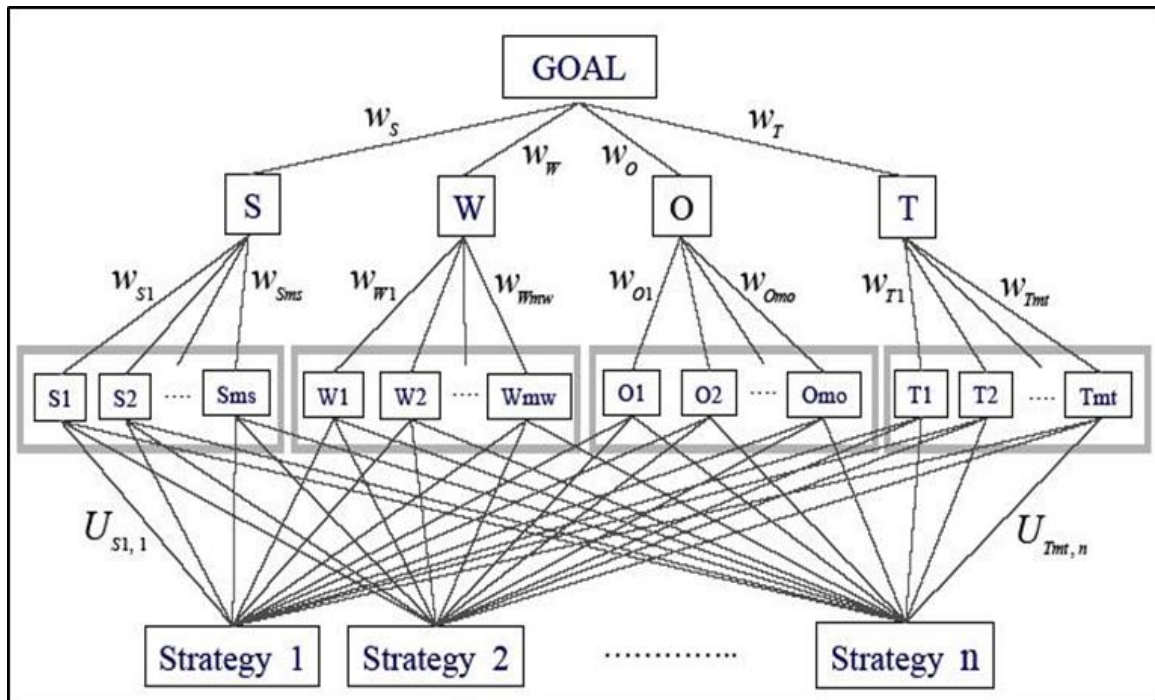 GOAL
w_S
w_W
w_O
w_T
S
W
O
T
w_S1
w_Sms
w_W1
w_Wmw
w_O1
w_Omo
w_T1
w_Tmt
S1 S2 ..... Sms
W1 W2 ..... Wmw
O1 O2 ..... Omo
T1 T2 ..... Tmt
U_S1, 1
U_Tmt, n
Strategy 1 Strategy 2 .............. Strategy n